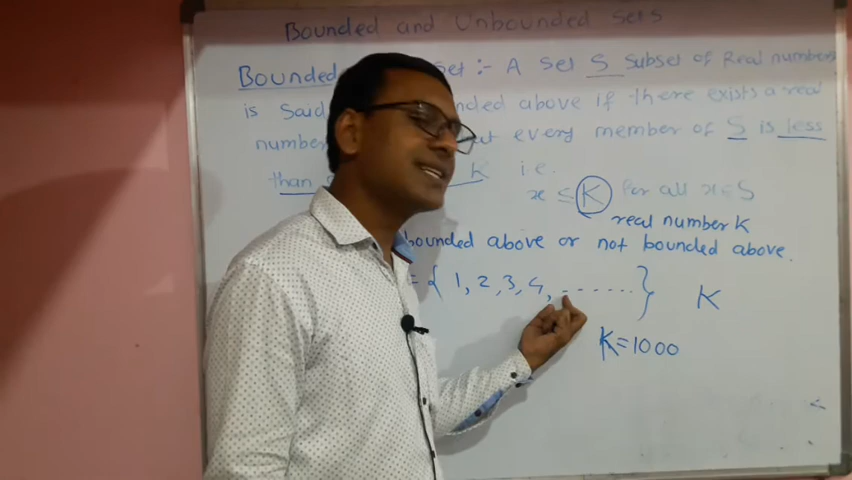 Bounded and Unbounded Sets
Bounded set :- A set S subset of Real numbers
is said nded above if there exists a real
number every member of S is less
than K i.e.
x ≤ K for all x ∈ S
real number K
bounded above or not bounded above.
= { 1, 2, 3, 4, ...... } K
K = 1000